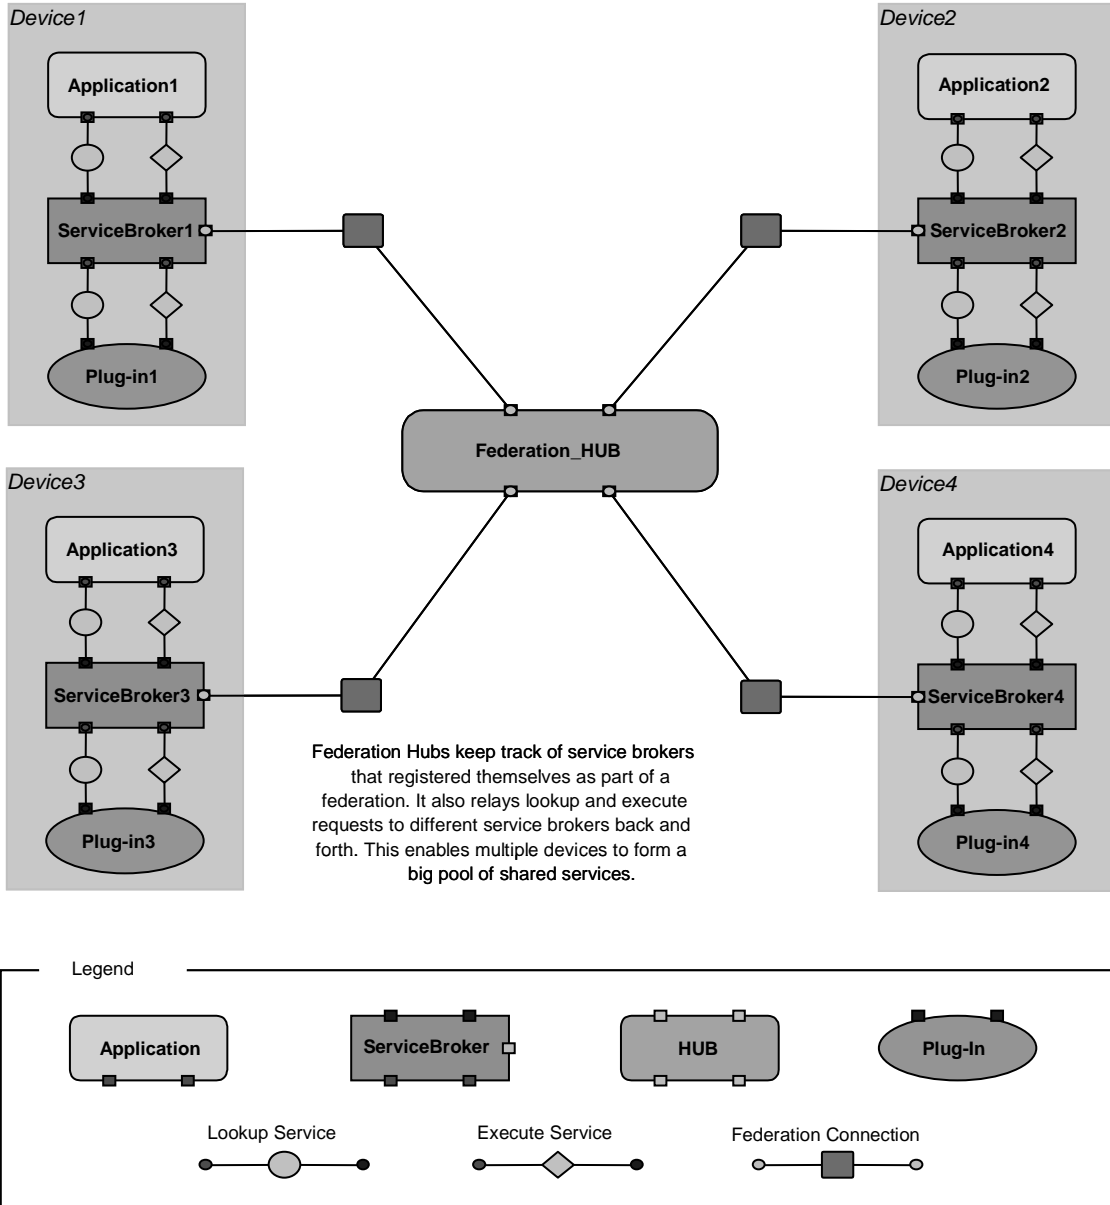 Device1
Device2
Application1
Application2
ServiceBroker1
ServiceBroker2
Plug-in1
Plug-in2
Federation_HUB
Device3
Device4
Application3
Application4
ServiceBroker3
ServiceBroker4
Plug-in3
Plug-in4
Federation Hubs keep track of service brokers
that registered themselves as part of a
federation. It also relays lookup and execute
requests to different service brokers back and
forth. This enables multiple devices to form a
big pool of shared services.
Legend
Application
ServiceBroker
HUB
Plug-In
Lookup Service
Execute Service
Federation Connection